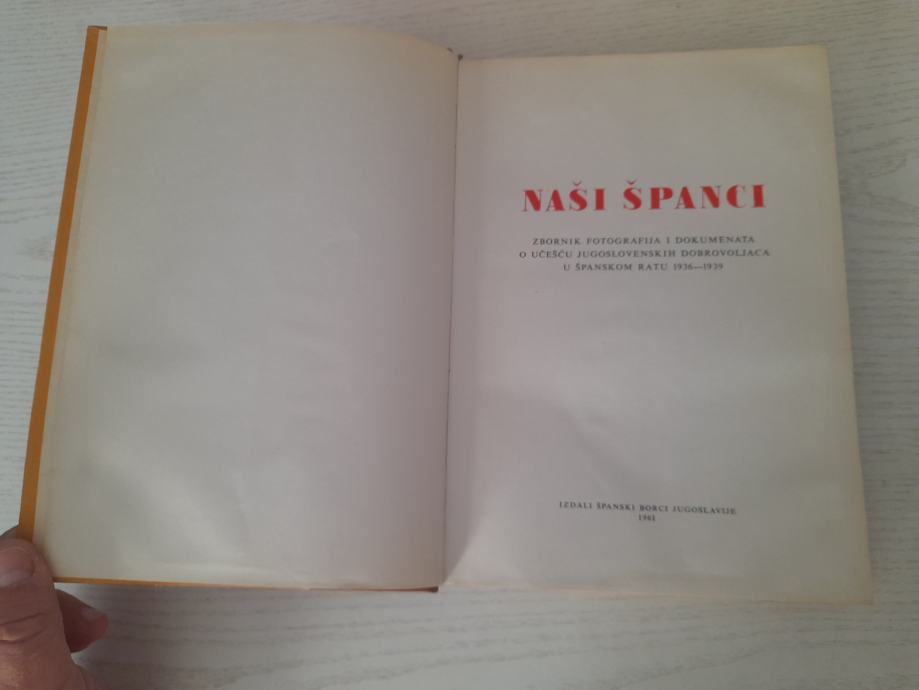 NAŠI ŠPANCI
ZBORNIK FOTOGRAFIJA I DOKUMENATA
O UČEŠĆU JUGOSLOVENSKIH DOBROVOLJACA
U ŠPANSKOM RATU 1936—1939
IZDALI ŠPANSKI BORCI JUGOSLAVIJE
1961